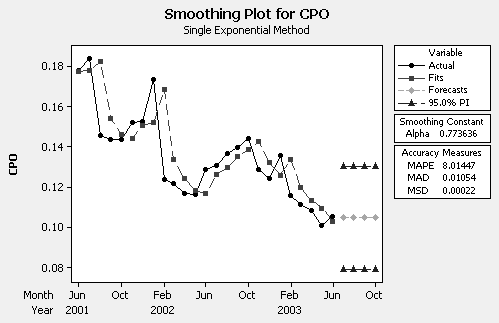 Smoothing Plot for CPO
Single Exponential Method
CPO
0.18
0.16
0.14
0.12
0.10
0.08
Month Jun Oct Feb Jun Oct Feb Jun Oct
Year 2001 2002 2003
Variable
Actual
Fits
Forecasts
95.0% PI
Smoothing Constant
Alpha 0.773636
Accuracy Measures
MAPE 8.01447
MAD 0.01054
MSD 0.00022